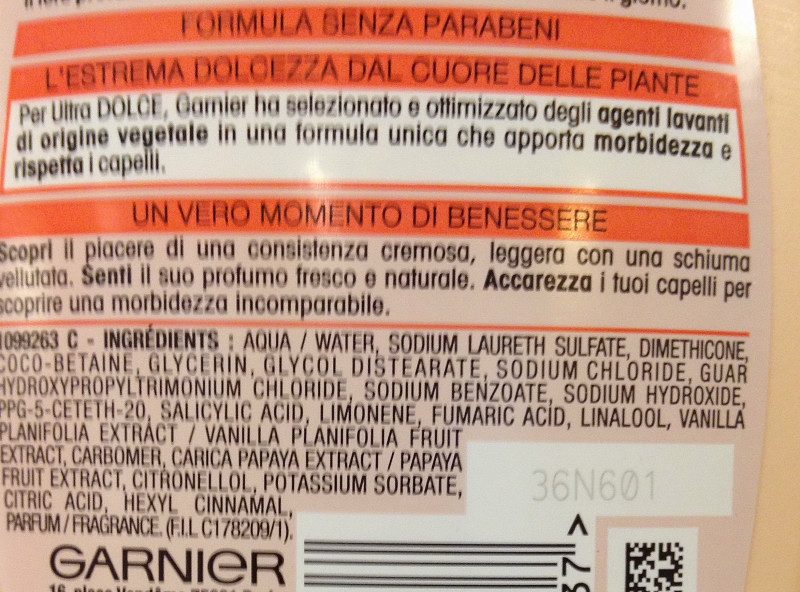 FORMULA SENZA PARABENI
L'ESTREMA DOLCEZZA DAL CUORE DELLE PIANTE
Per Ultra DOLCE, Garnier ha selezionato e ottimizzato degli agenti lavanti
di origine vegetale in una formula unica che apporta morbidezza e
rispetta i capelli.
UN VERO MOMENTO DI BENESSERE
Scopri il piacere di una consistenza cremosa, leggera con una schiuma
vellutata. Senti il suo profumo fresco e naturale. Accarezza i tuoi capelli per
scoprire una morbidezza incomparabile.
1099263 C - INGRÉDIENTS : AQUA / WATER, SODIUM LAURETH SULFATE, DIMETHICONE,
COCO-BETAINE, GLYCERIN, GLYCOL DISTEARATE, SODIUM CHLORIDE, GUAR
HYDROXYPROPYLTRIMONIUM CHLORIDE, SODIUM BENZOATE, SODIUM HYDROXIDE,
PPG-5-CETETH-20, SALICYLIC ACID, LIMONENE, FUMARIC ACID, LINALOOL, VANILLA
PLANIFOLIA EXTRACT / VANILLA PLANIFOLIA FRUIT
EXTRACT, CARBOMER, CARICA PAPAYA EXTRACT / PAPAYA
FRUIT EXTRACT, CITRONELLOL, POTASSIUM SORBATE,
CITRIC ACID, HEXYL CINNAMAL,
PARFUM / FRAGRANCE. (F.I.L C178209/1).
36N601
37 >
GARNIER